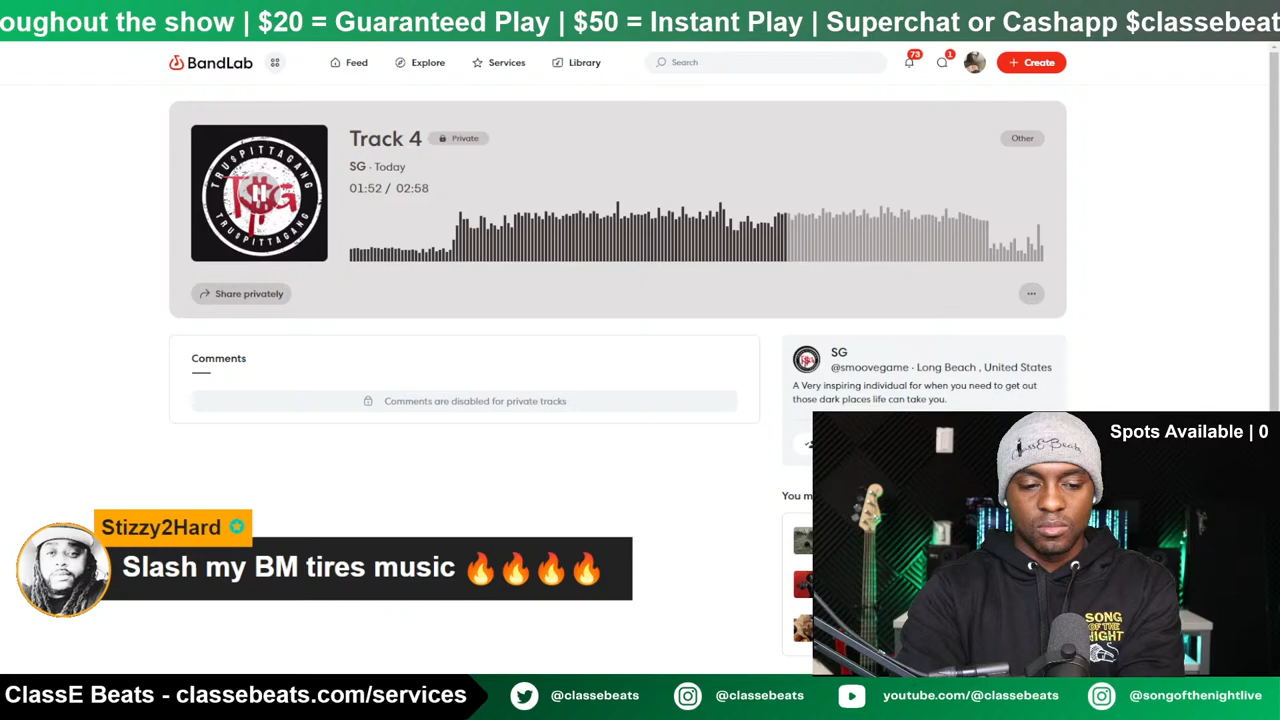 oughout the show | $20 = Guaranteed Play | $50 = Instant Play | Superchat or Cashapp $classebeat
BandLab
Feed
Explore
Services
Library
Search
73
1
+ Create
TRUSPITTAGANG
TRUSPITTAGANG
Track 4
Private
Other
SG · Today
01:52 / 02:58
Share privately
Comments
Comments are disabled for private tracks
SG
@smoovegame · Long Beach , United States
A Very inspiring individual for when you need to get out
those dark places life can take you.
You m
Spots Available | 0
ClassE Beats
SONG
OF THE
NIGHT
Stizzy2Hard
Slash my BM tires music 🔥🔥🔥🔥
ClassE Beats - classebeats.com/services
@classebeats
@classebeats
youtube.com/@classebeats
@songofthenightlive